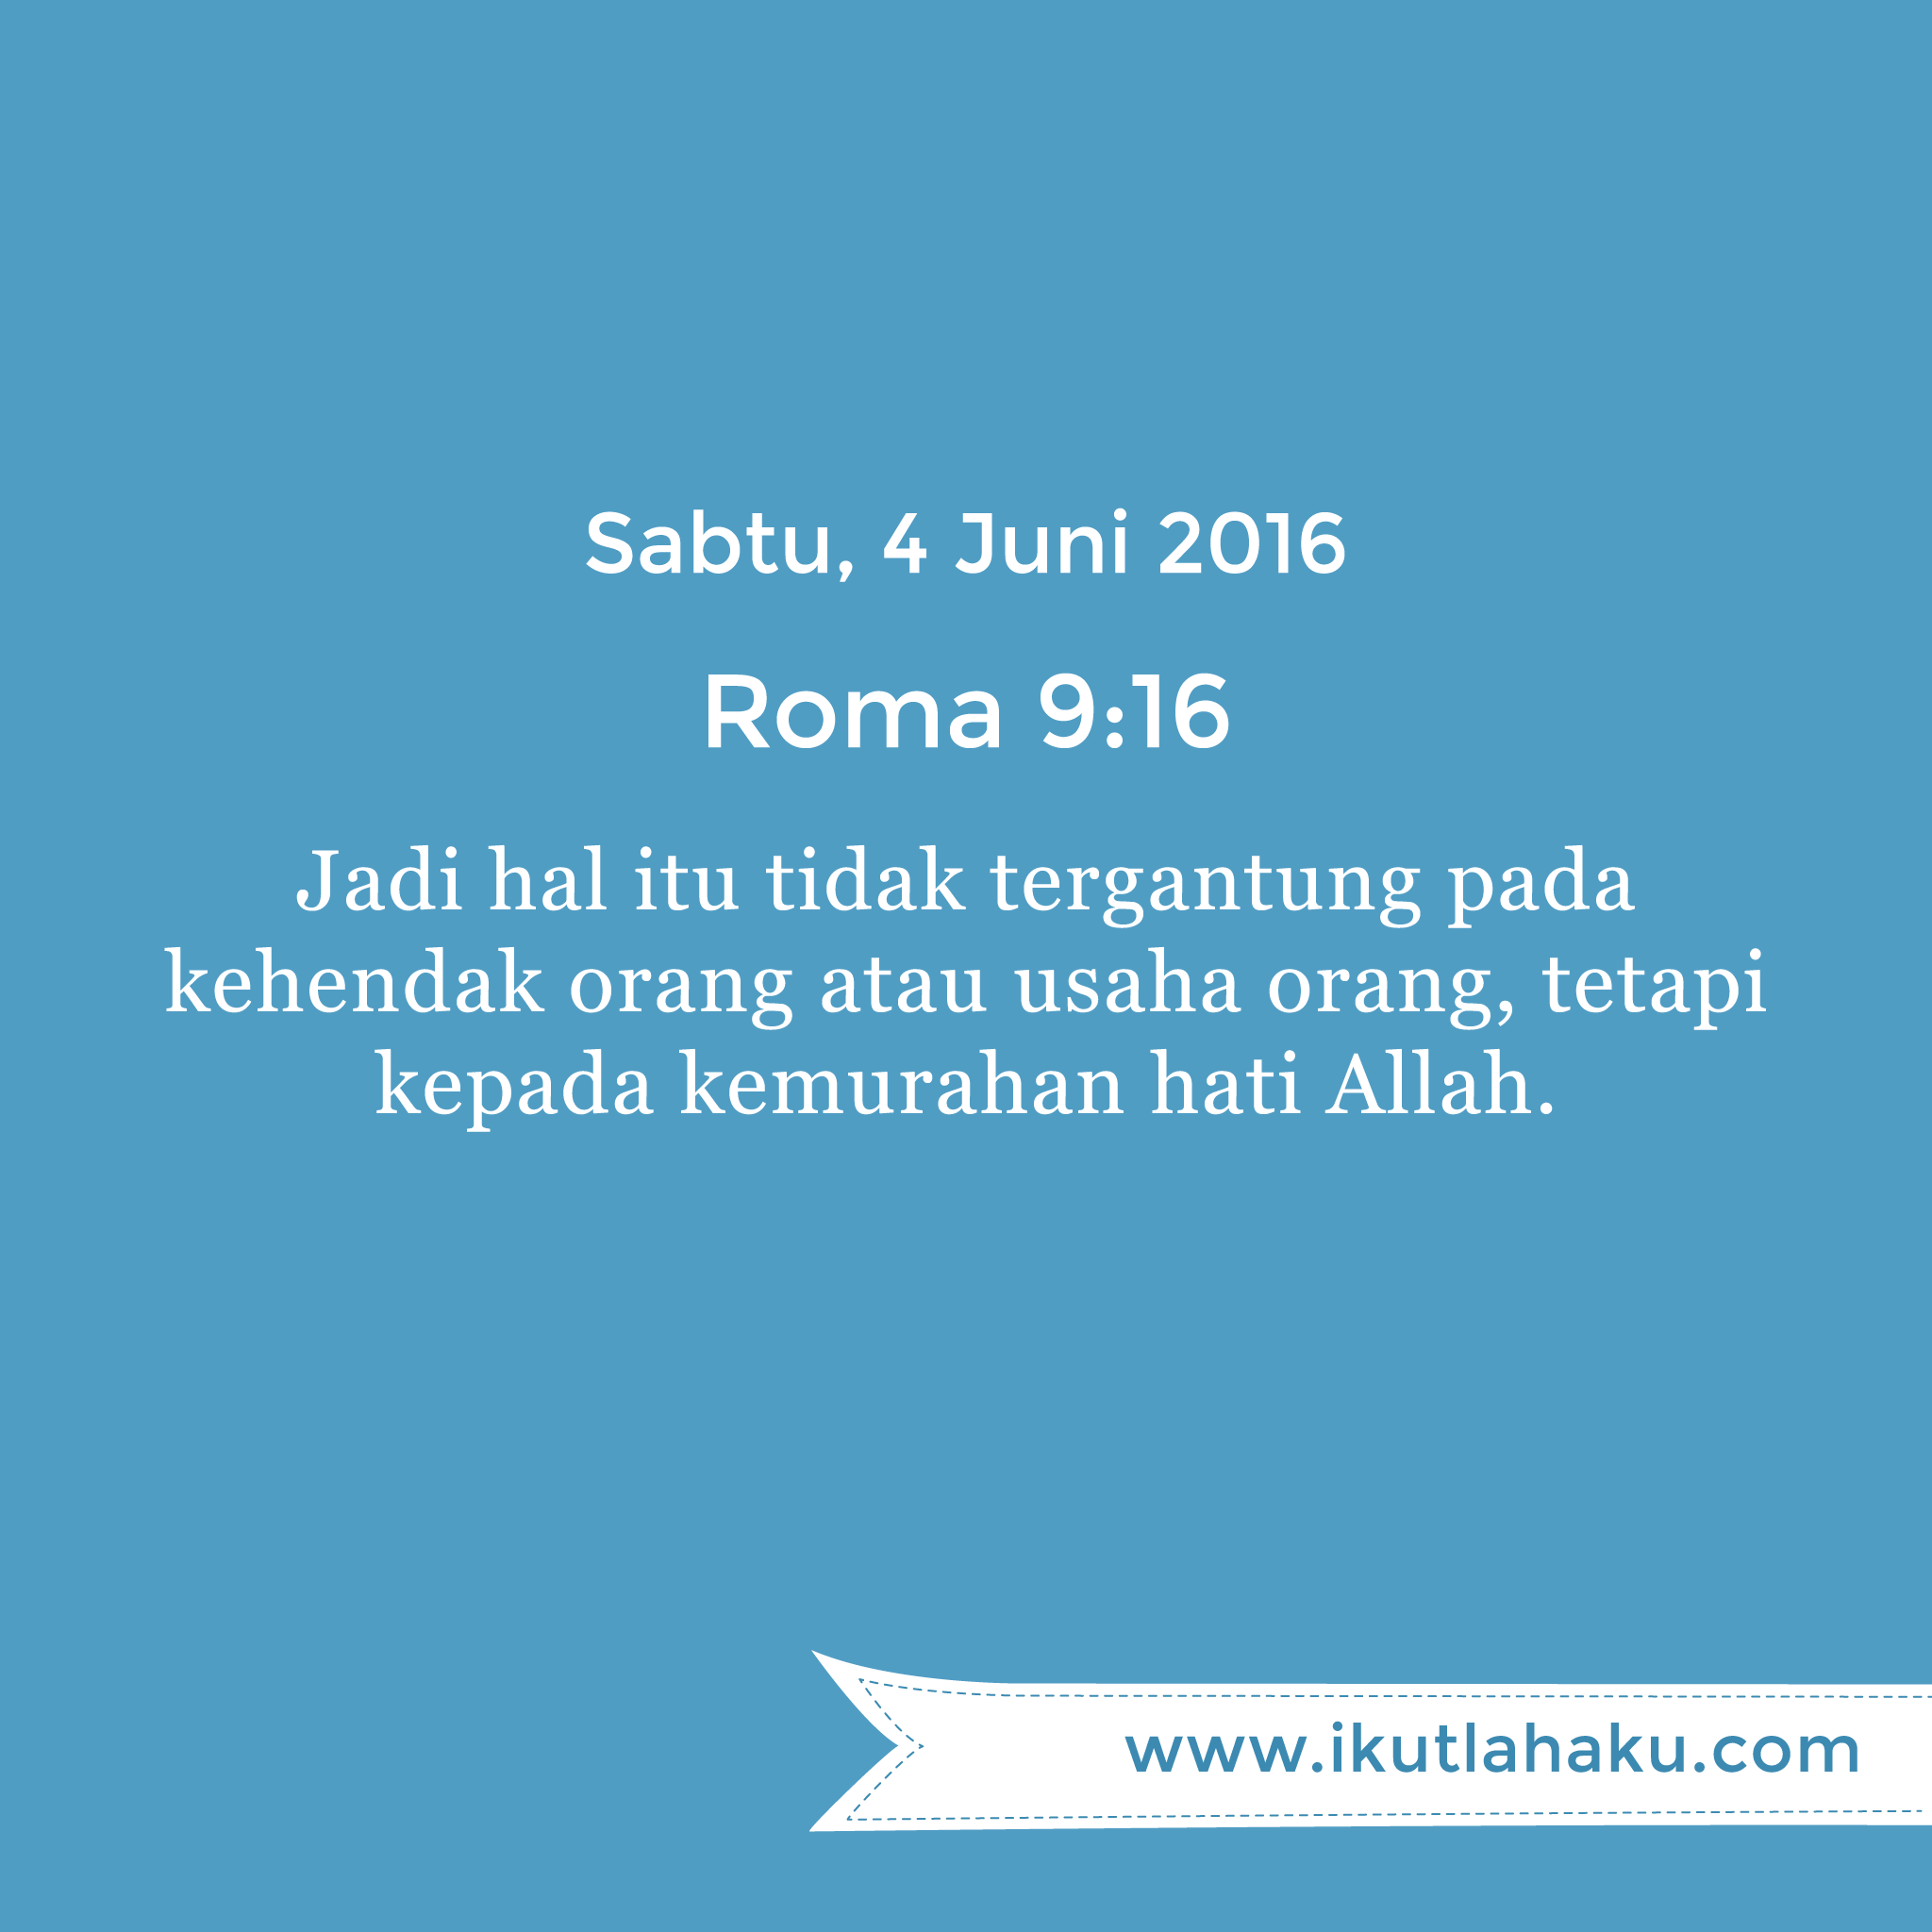 Sabtu, 4 Juni 2016
Roma 9:16
Jadi hal itu tidak tergantung pada
kehendak orang atau usaha orang, tetapi
kepada kemurahan hati Allah.
www.ikutlahaku.com